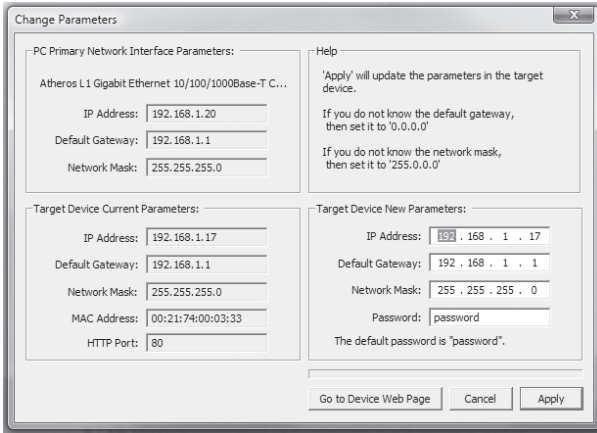 Change Parameters
PC Primary Network Interface Parameters:
Atheros L1 Gigabit Ethernet 10/100/1000Base-T C...
IP Address: 192.168.1.20
Default Gateway: 192.168.1.1
Network Mask: 255.255.255.0
Help
'Apply' will update the parameters in the target
device.
If you do not know the default gateway,
then set it to '0.0.0.0'
If you do not know the network mask,
then set it to '255.0.0.0'
Target Device Current Parameters:
IP Address: 192.168.1.17
Default Gateway: 192.168.1.1
Network Mask: 255.255.255.0
MAC Address: 00:21:74:00:03:33
HTTP Port: 80
Target Device New Parameters:
IP Address: 192 . 168 . 1 . 17
Default Gateway: 192 . 168 . 1 . 1
Network Mask: 255 . 255 . 255 . 0
Password: password
The default password is "password".
Go to Device Web Page Cancel Apply